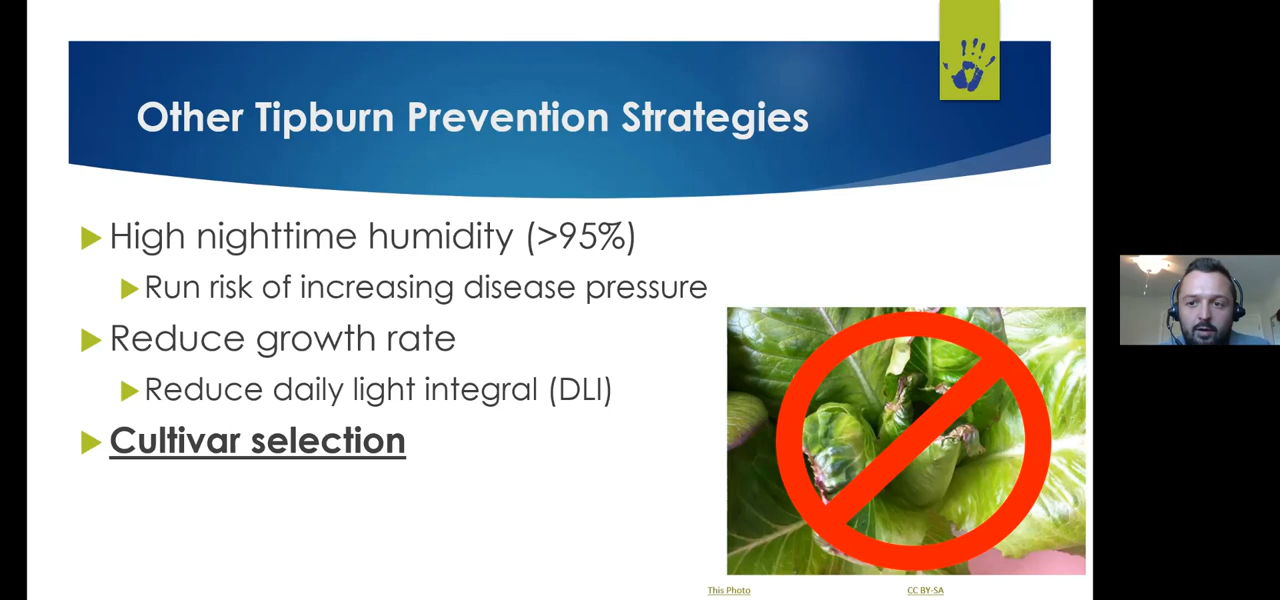 Other Tipburn Prevention Strategies
High nighttime humidity (>95%)
Run risk of increasing disease pressure
Reduce growth rate
Reduce daily light integral (DLI)
Cultivar selection
This Photo
CC BY-SA